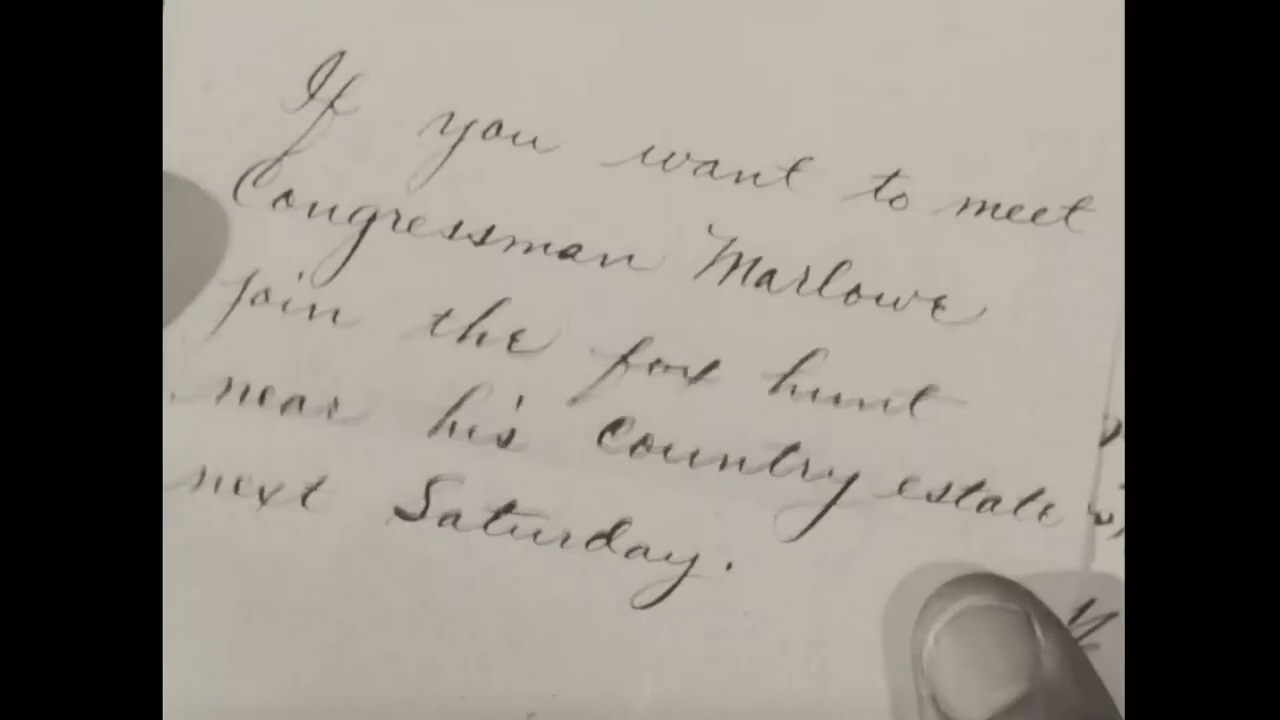 If you want to meet
Congressman Marlowe
join the fox hunt
near his Country estate
next Saturday.